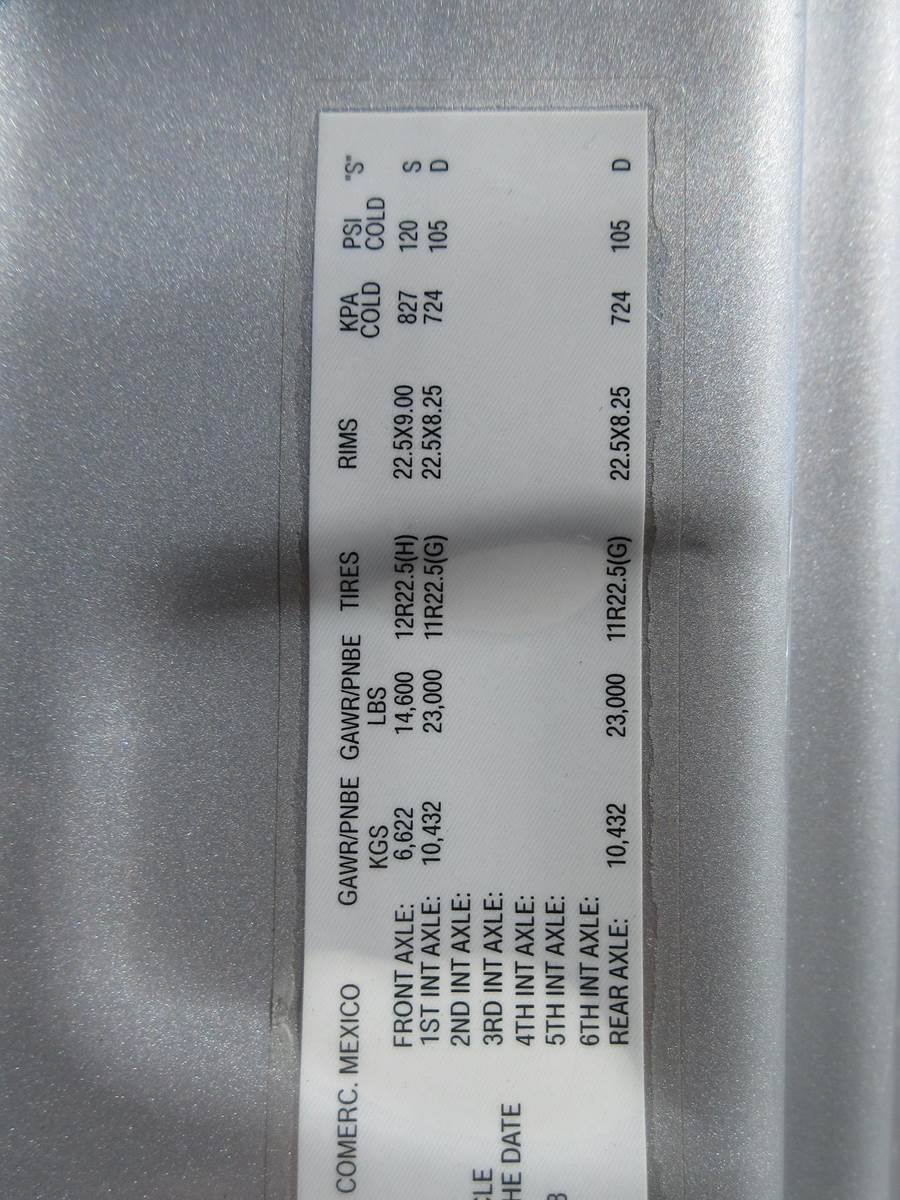 COMERC. MEXICO GAWR/PNBE GAWR/PNBE TIRES RIMS KPA PSI "S"
KGS LBS COLD COLD
FRONT AXLE: 6,622 14,600 12R22.5(H) 22.5X9.00 827 120 S
1ST INT AXLE: 10,432 23,000 11R22.5(G) 22.5X8.25 724 105 D
2ND INT AXLE:
3RD INT AXLE:
HE DATE 4TH INT AXLE:
5TH INT AXLE:
6TH INT AXLE:
REAR AXLE: 10,432 23,000 11R22.5(G) 22.5X8.25 724 105 D